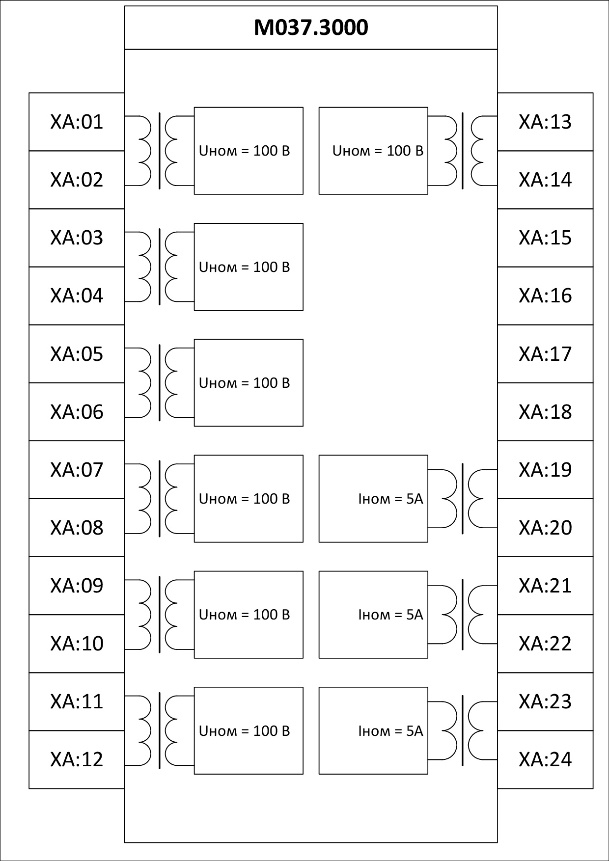 М037.3000
XA:01
Uном = 100 В
Uном = 100 В
XA:13
XA:02
XA:14
XA:03
Uном = 100 В
XA:15
XA:04
XA:16
XA:05
Uном = 100 В
XA:17
XA:06
XA:18
XA:07
Uном = 100 В
Iном = 5А
XA:19
XA:08
XA:20
XA:09
Uном = 100 В
Iном = 5А
XA:21
XA:10
XA:22
XA:11
Uном = 100 В
Iном = 5А
XA:23
XA:12
XA:24